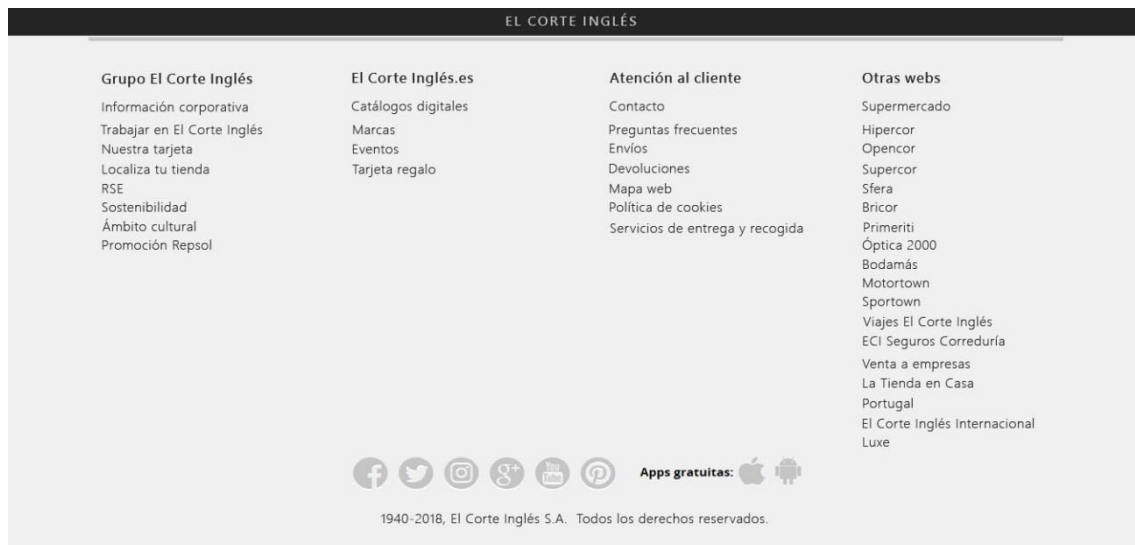 EL CORTE INGLÉS
Grupo El Corte Inglés
Información corporativa
Trabajar en El Corte Inglés
Nuestra tarjeta
Localiza tu tienda
RSE
Sostenibilidad
Ámbito cultural
Promoción Repsol
El Corte Inglés.es
Catálogos digitales
Marcas
Eventos
Tarjeta regalo
Atención al cliente
Contacto
Preguntas frecuentes
Envíos
Devoluciones
Mapa web
Política de cookies
Servicios de entrega y recogida
Otras webs
Supermercado
Hipercor
Opencor
Supercor
Sfera
Bricor
Primeriti
Óptica 2000
Bodamás
Motortown
Sportown
Viajes El Corte Inglés
ECI Seguros Correduría
Venta a empresas
La Tienda en Casa
Portugal
El Corte Inglés Internacional
Luxe
You
Tube
Apps gratuitas:
1940-2018, El Corte Inglés S.A. Todos los derechos reservados.